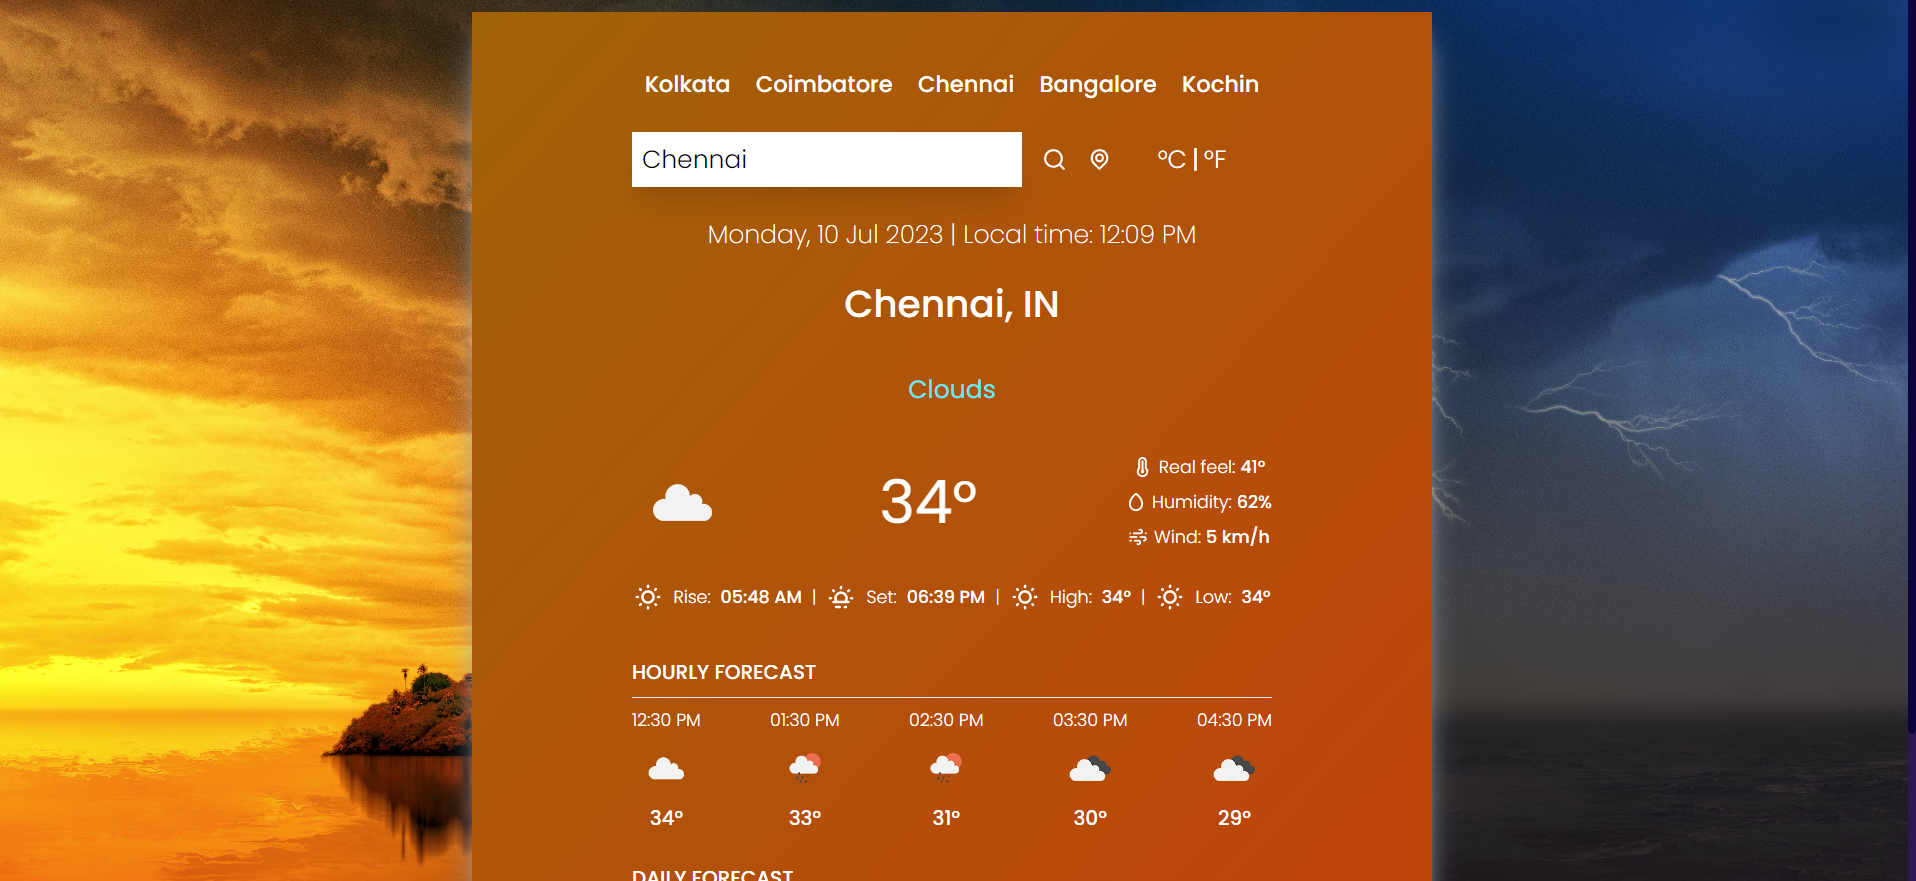 Kolkata Coimbatore Chennai Bangalore Kochin
Chennai °C | °F
Monday, 10 Jul 2023 | Local time: 12:09 PM
Chennai, IN
Clouds
34°
Real feel: 41°
Humidity: 62%
Wind: 5 km/h
Rise: 05:48 AM | Set: 06:39 PM | High: 34° | Low: 34°
HOURLY FORECAST
12:30 PM 01:30 PM 02:30 PM 03:30 PM 04:30 PM
34° 33° 31° 30° 29°
DAILY FORECAST